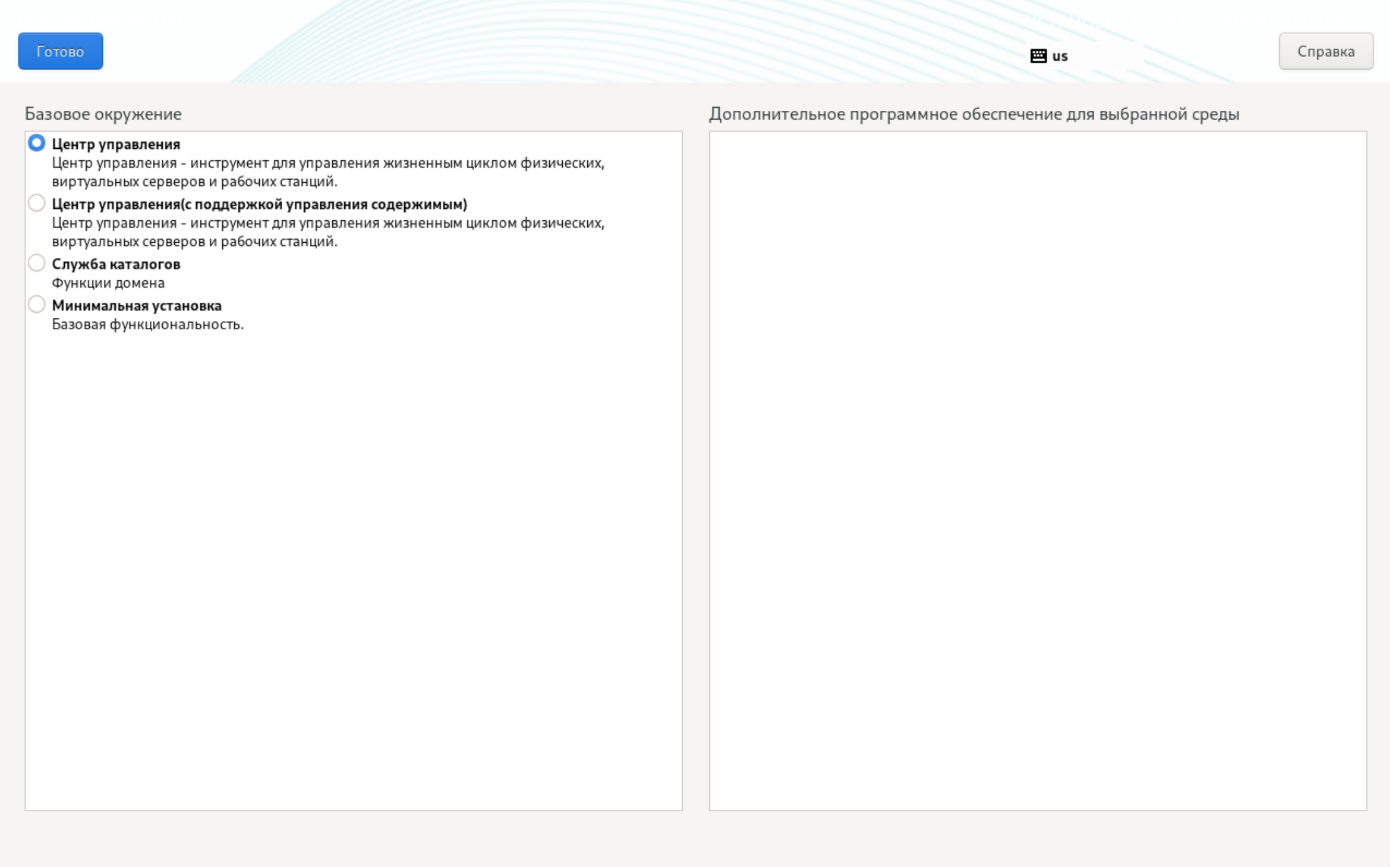 Готово
us
Справка
Базовое окружение
Дополнительное программное обеспечение для выбранной среды
Центр управления
Центр управления - инструмент для управления жизненным циклом физических,
виртуальных серверов и рабочих станций.
Центр управления(с поддержкой управления содержимым)
Центр управления - инструмент для управления жизненным циклом физических,
виртуальных серверов и рабочих станций.
Служба каталогов
Функции домена
Минимальная установка
Базовая функциональность.